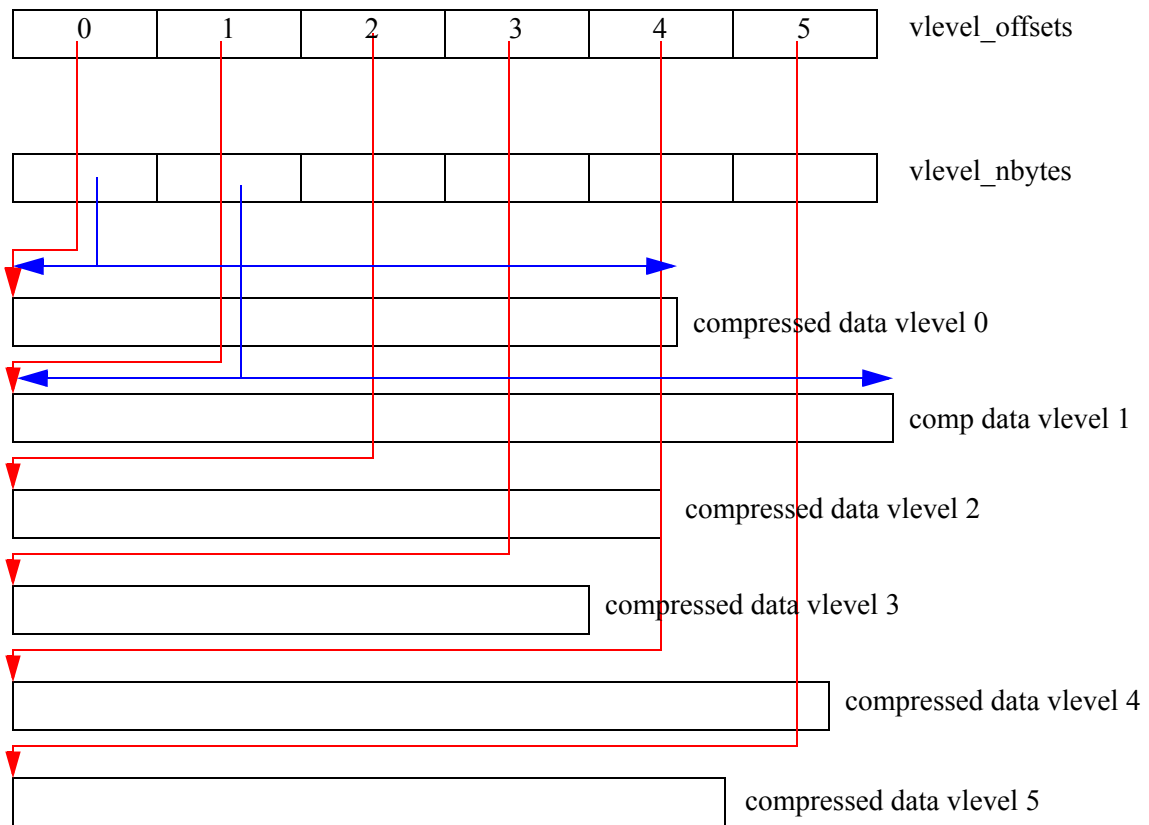 0 1 2 3 4 5 vlevel_offsets
vlevel_nbytes
compressed data vlevel 0
comp data vlevel 1
compressed data vlevel 2
compressed data vlevel 3
compressed data vlevel 4
compressed data vlevel 5